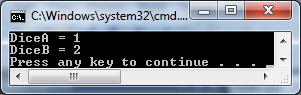 C:\Windows\system32\cmd....
DiceA = 1
DiceB = 2
Press any key to continue . . .